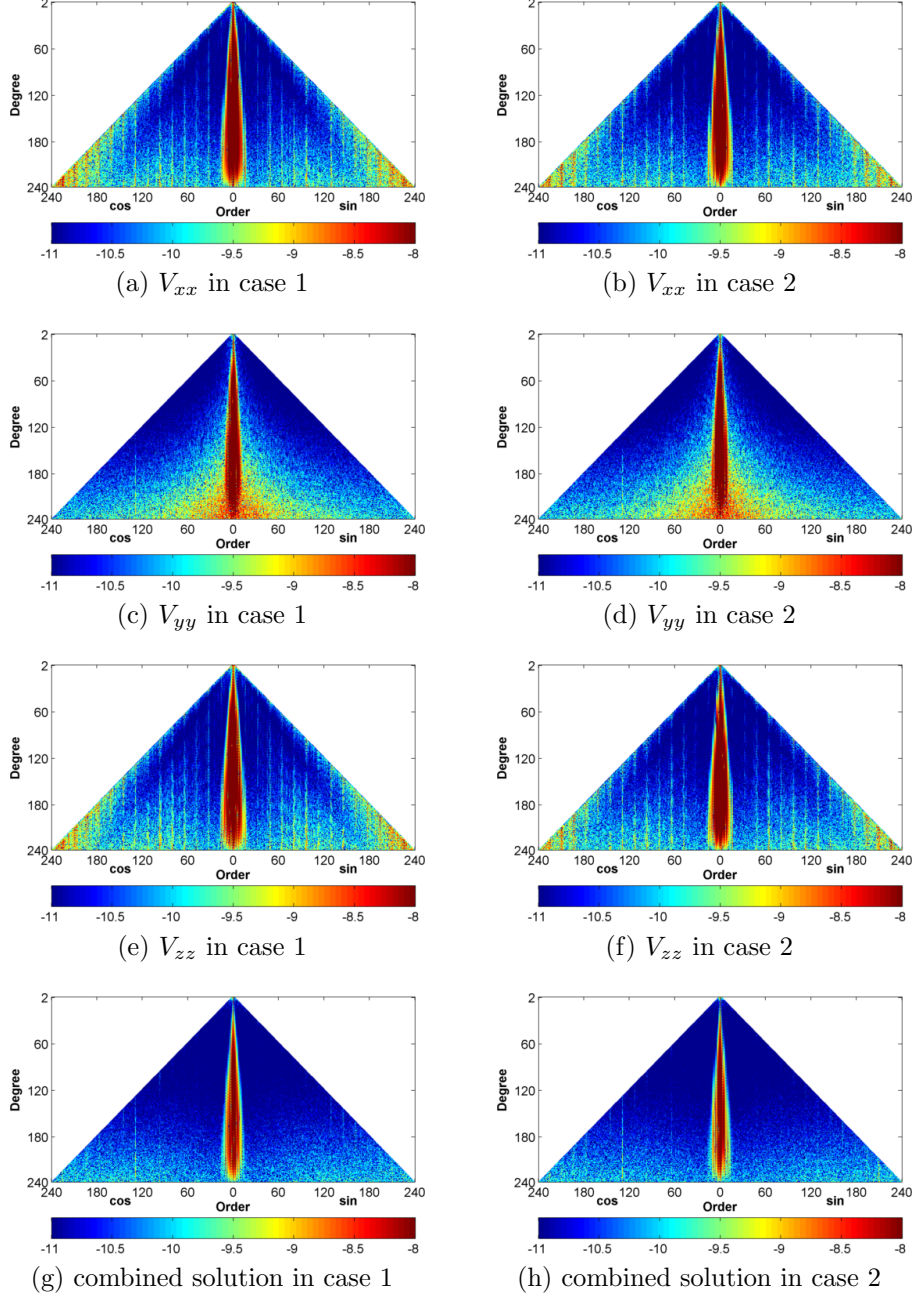 2
60
120
180
240
Degree
240 180 120 60 0 60 120 180 240
cos Order sin
-11 -10.5 -10 -9.5 -9 -8.5 -8
(a) Vxx in case 1
2
60
120
180
240
Degree
240 180 120 60 0 60 120 180 240
cos Order sin
-11 -10.5 -10 -9.5 -9 -8.5 -8
(b) Vxx in case 2
2
60
120
180
240
Degree
240 180 120 60 0 60 120 180 240
cos Order sin
-11 -10.5 -10 -9.5 -9 -8.5 -8
(c) Vyy in case 1
2
60
120
180
240
Degree
240 180 120 60 0 60 120 180 240
cos Order sin
-11 -10.5 -10 -9.5 -9 -8.5 -8
(d) Vyy in case 2
2
60
120
180
240
Degree
240 180 120 60 0 60 120 180 240
cos Order sin
-11 -10.5 -10 -9.5 -9 -8.5 -8
(e) Vzz in case 1
2
60
120
180
240
Degree
240 180 120 60 0 60 120 180 240
cos Order sin
-11 -10.5 -10 -9.5 -9 -8.5 -8
(f) Vzz in case 2
2
60
120
180
240
Degree
240 180 120 60 0 60 120 180 240
cos Order sin
-11 -10.5 -10 -9.5 -9 -8.5 -8
(g) combined solution in case 1
2
60
120
180
240
Degree
240 180 120 60 0 60 120 180 240
cos Order sin
-11 -10.5 -10 -9.5 -9 -8.5 -8
(h) combined solution in case 2